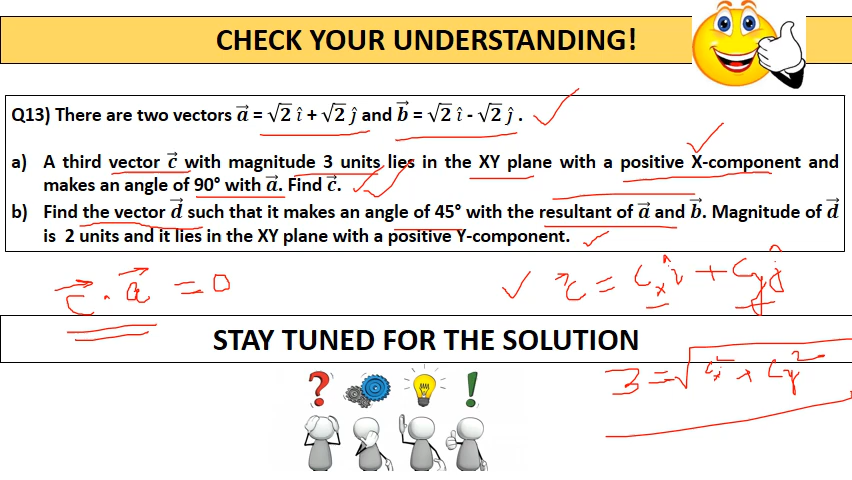 CHECK YOUR UNDERSTANDING!
Q13) There are two vectors a⃗ = √2 î + √2 ĵ and b⃗ = √2 î - √2 ĵ .
a) A third vector c⃗ with magnitude 3 units lies in the XY plane with a positive X-component and
makes an angle of 90° with a⃗. Find c⃗.
b) Find the vector d⃗ such that it makes an angle of 45° with the resultant of a⃗ and b⃗. Magnitude of d⃗
is 2 units and it lies in the XY plane with a positive Y-component.
c⃗ · a⃗ = 0
✓ c⃗ = Cₓ î + Cy ĵ
STAY TUNED FOR THE SOLUTION
3 = √Cx² + Cy²